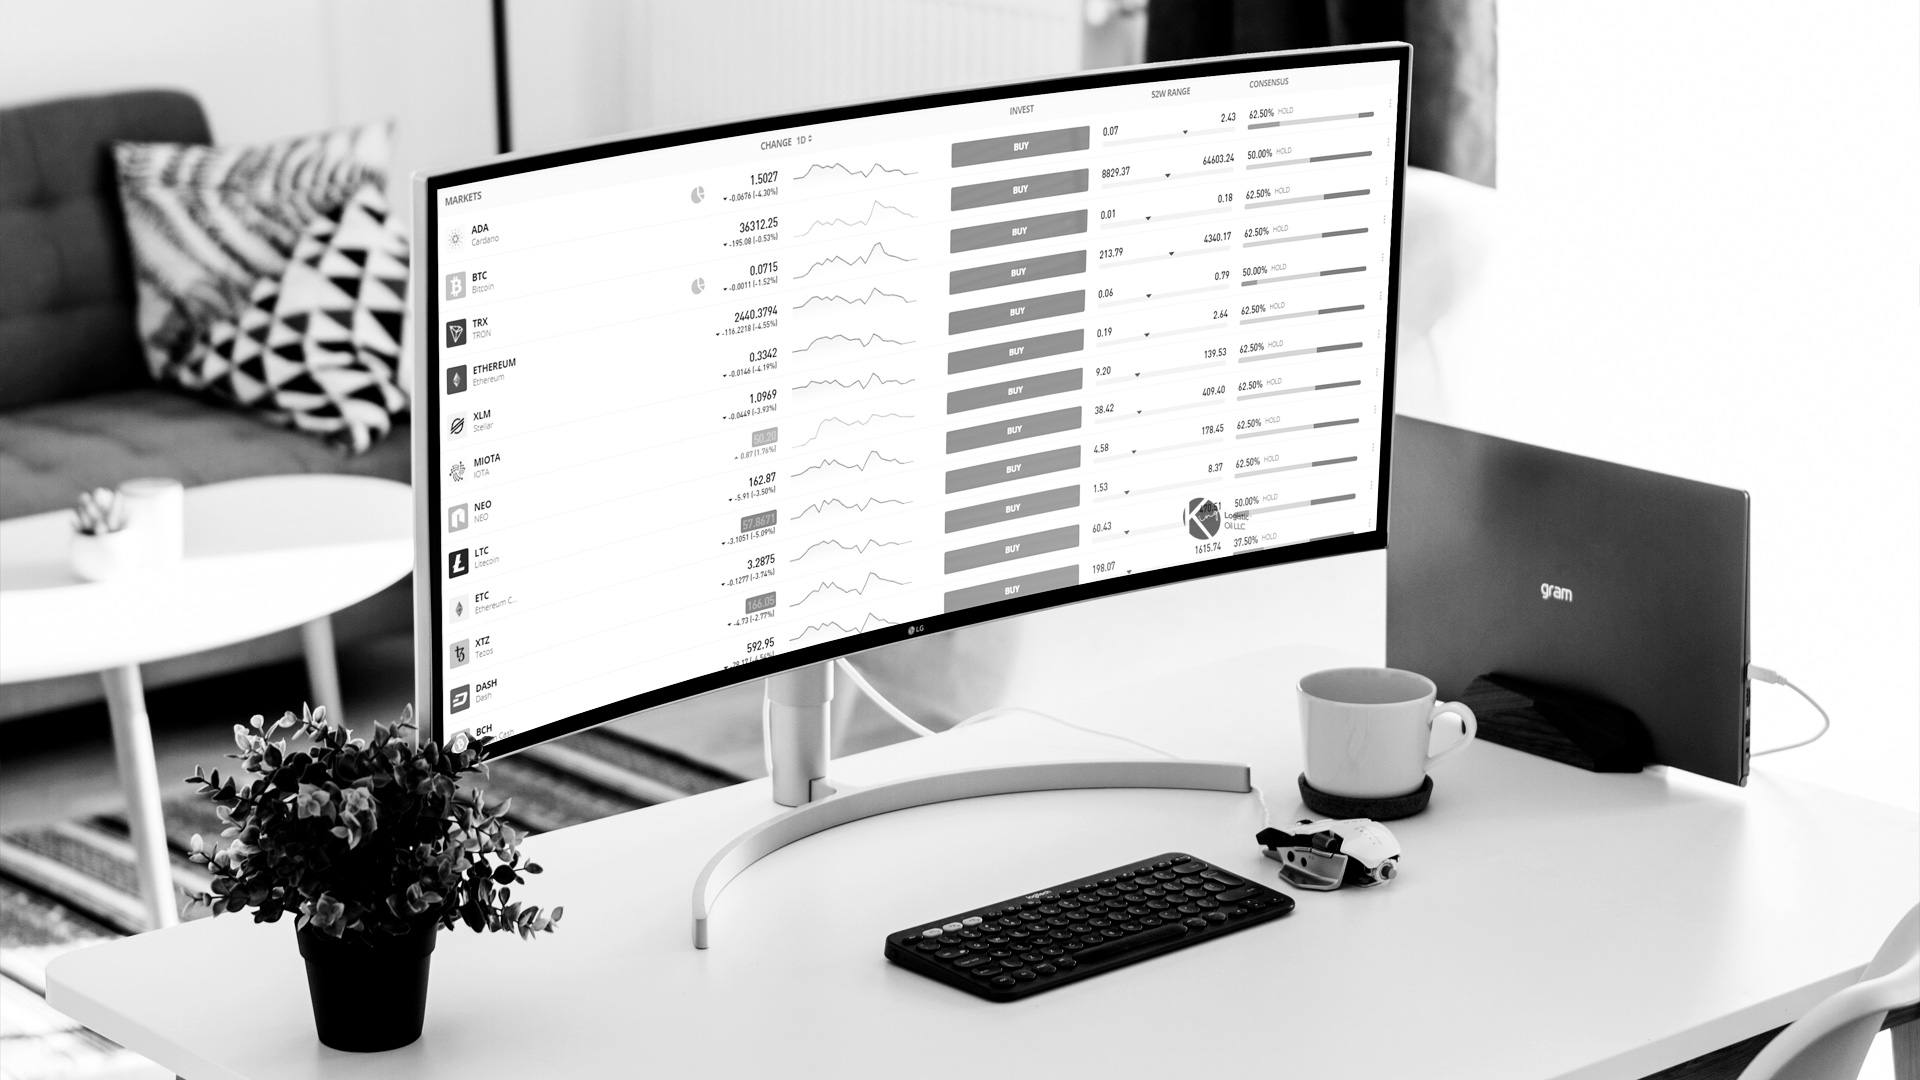 MARKETS CHANGE 1D INVEST 52W RANGE CONSENSUS
ADA 1.5027 BUY 0.07 2.43 62.50% HOLD
Cardano -0.0676 (-4.30%)
BTC 36312.25 BUY 8829.37 64603.24 50.00% HOLD
Bitcoin -195.08 (-0.53%)
TRX 0.0715 BUY 0.01 0.18 62.50% HOLD
TRON -0.0011 (-1.52%)
ETHEREUM 2440.3794 BUY 213.79 4340.17 62.50% HOLD
Ethereum -116.2218 (-4.55%)
XLM 0.3342 BUY 0.06 0.79 50.00% HOLD
Stellar -0.0146 (-4.19%)
MIOTA 1.0969 BUY 0.19 2.64 62.50% HOLD
IOTA -0.0449 (-3.93%)
NEO 50.20 BUY 9.20 139.53 62.50% HOLD
NEO 0.87 (1.76%)
LTC 162.87 BUY 38.42 409.40 62.50% HOLD
Litecoin -5.91 (-3.50%)
ETC 57.8671 BUY 4.58 178.45 62.50% HOLD
Ethereum C... -3.1051 (-5.09%)
XTZ 3.2875 BUY 1.53 8.37 62.50% HOLD
Tezos -0.1277 (-3.74%)
DASH 166.05 BUY 60.43 50.00% HOLD
Dash -4.73 (-2.77%)
BCH 592.95 BUY 198.07 1615.74 37.50% HOLD
Cash
K
Logistic
Oil LLC
LG
gram
logitech